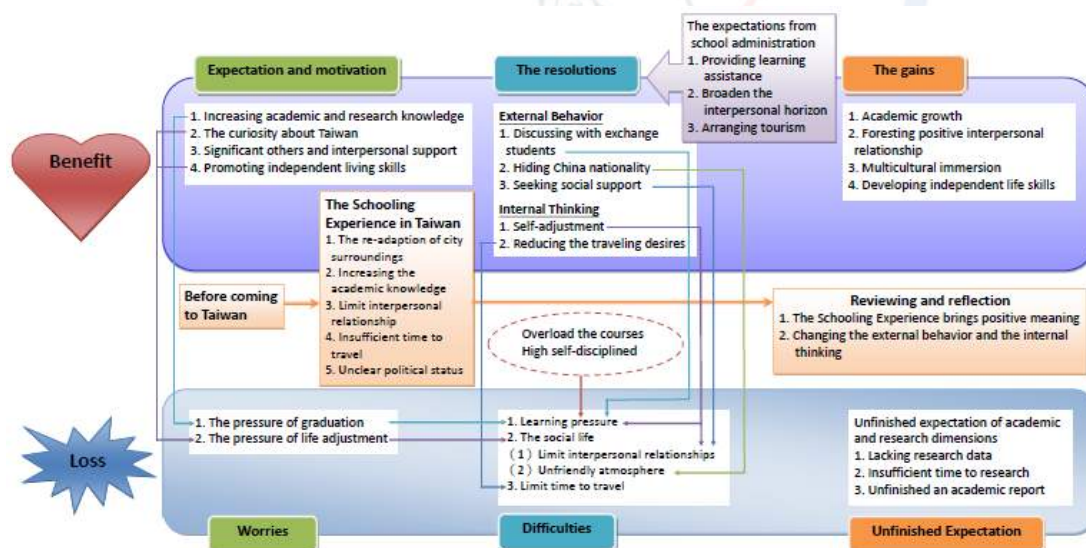 The expectations from
school administration
1. Providing learning
assistance
2. Broaden the
interpersonal horizon
3. Arranging tourism
Expectation and motivation
The resolutions
The gains
Benefit
1. Increasing academic and research knowledge
2. The curiosity about Taiwan
3. Significant others and interpersonal support
4. Promoting independent living skills
External Behavior
1. Discussing with exchange
students
2. Hiding China nationality
3. Seeking social support
Internal Thinking
1. Self-adjustment
2. Reducing the traveling desires
1. Academic growth
2. Foresting positive interpersonal
relationship
3. Multicultural immersion
4. Developing independent life skills
The Schooling
Experience in Taiwan
1. The re-adaption of city
surroundings
2. Increasing the
academic knowledge
3. Limit interpersonal
relationship
4. Insufficient time to
travel
5. Unclear political status
Before coming
to Taiwan
Reviewing and reflection
1. The Schooling Experience brings positive meaning
2. Changing the external behavior and the internal
thinking
Overload the courses
High self-disciplined
Loss
1. The pressure of graduation
2. The pressure of life adjustment
1. Learning pressure
2. The social life
（1）Limit interpersonal relationships
（2）Unfriendly atmosphere
3. Limit time to travel
Unfinished expectation of academic
and research dimensions
1. Lacking research data
2. Insufficient time to research
3. Unfinished an academic report
Worries
Difficulties
Unfinished Expectation